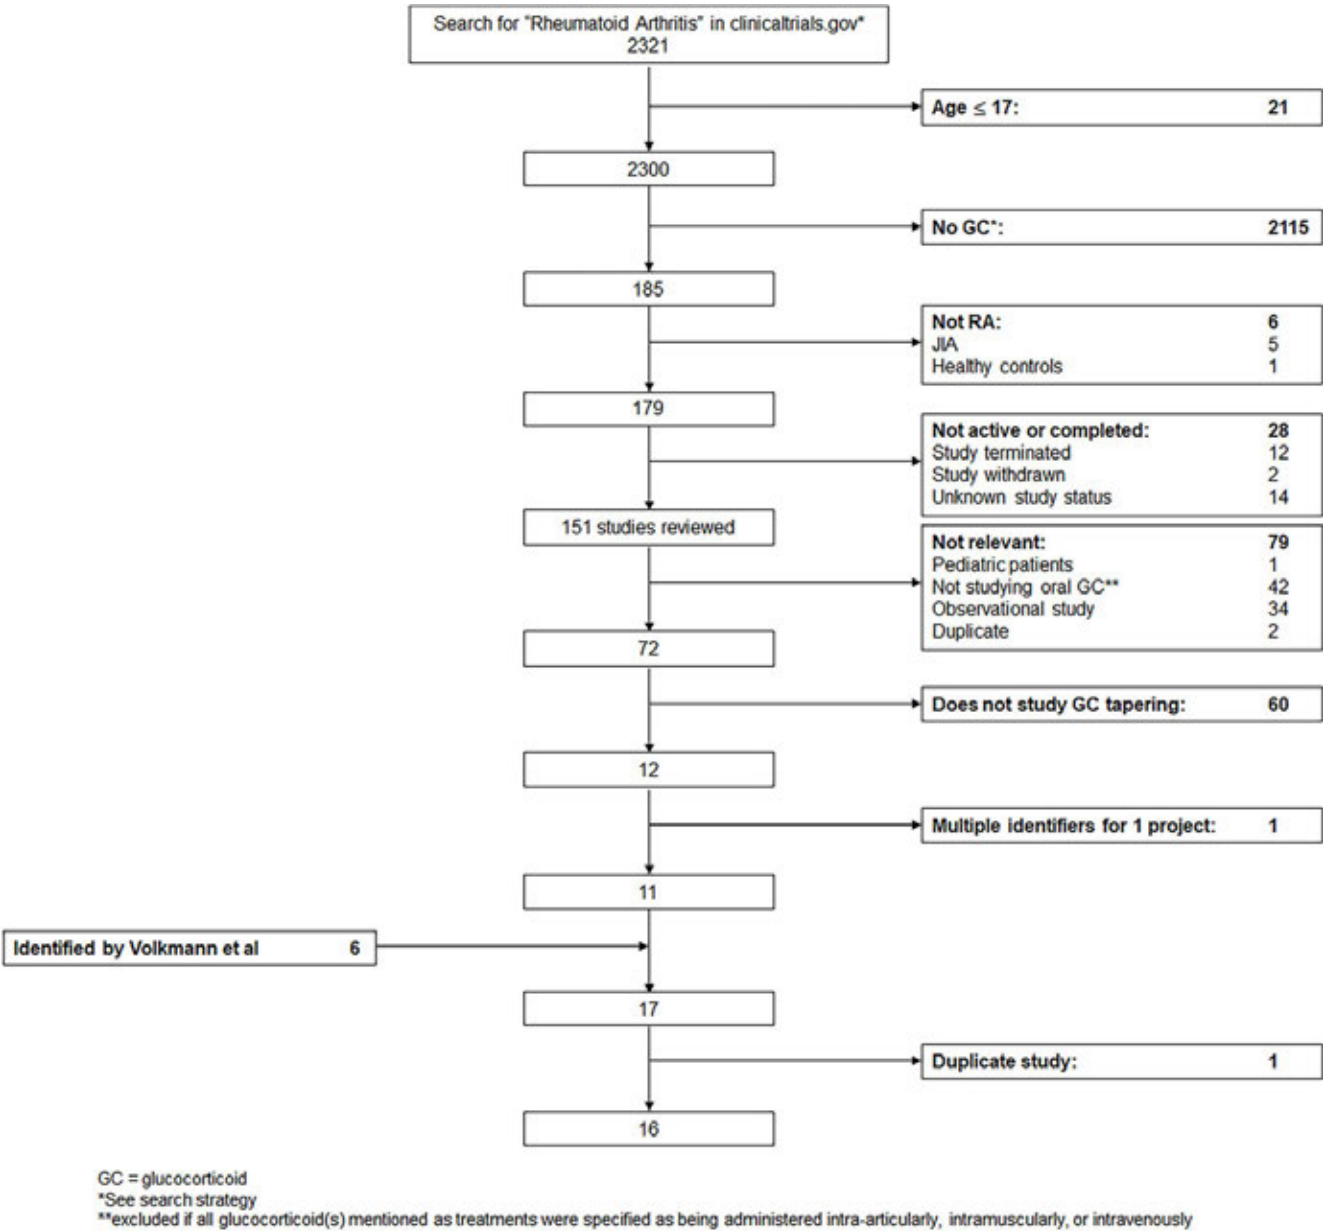 Search for "Rheumatoid Arthritis" in clinicaltrials.gov*
2321
Age ≤ 17: 21
2300
No GC*: 2115
185
Not RA: 6
JIA 5
Healthy controls 1
179
Not active or completed: 28
Study terminated 12
Study withdrawn 2
Unknown study status 14
151 studies reviewed
Not relevant: 79
Pediatric patients 1
Not studying oral GC** 42
Observational study 34
Duplicate 2
72
Does not study GC tapering: 60
12
Multiple identifiers for 1 project: 1
11
Identified by Volkmann et al 6
17
Duplicate study: 1
16
GC = glucocorticoid
*See search strategy
**excluded if all glucocorticoid(s) mentioned as treatments were specified as being administered intra-articularly, intramuscularly, or intravenously